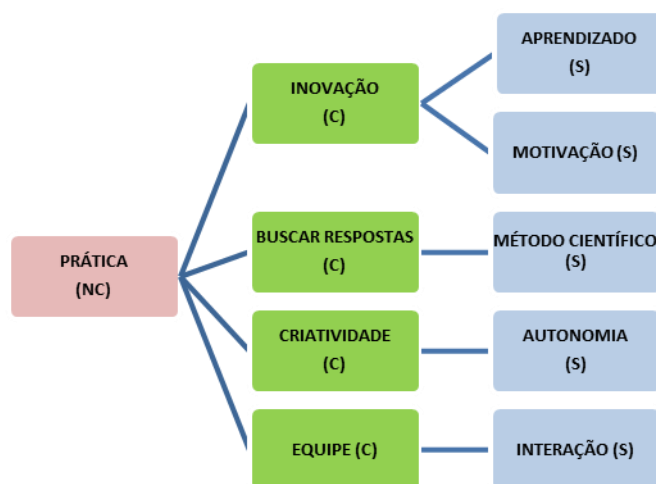 PRÁTICA
(NC)
INOVAÇÃO
(C)
BUSCAR RESPOSTAS
(C)
CRIATIVIDADE
(C)
EQUIPE (C)
APRENDIZADO
(S)
MOTIVAÇÃO (S)
MÉTODO CIENTÍFICO
(S)
AUTONOMIA
(S)
INTERAÇÃO (S)